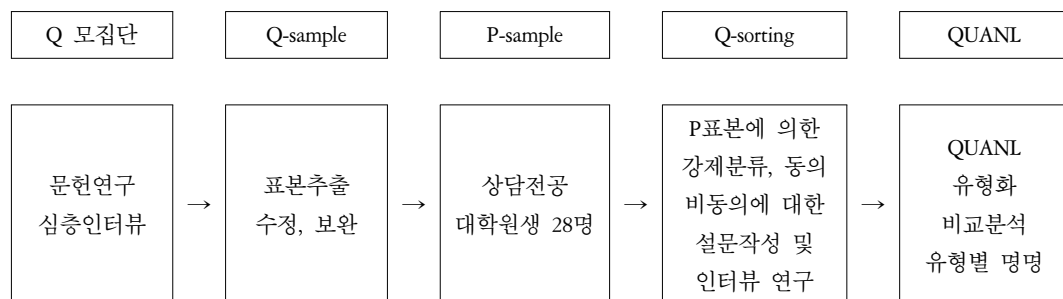 Q 모집단
Q-sample
P-sample
Q-sorting
QUANL
문헌연구
심층인터뷰
→
표본추출
수정, 보완
→
상담전공
대학원생 28명
→
P표본에 의한
강제분류, 동의
비동의에 대한
설문작성 및
인터뷰 연구
→
QUANL
유형화
비교분석
유형별 명명